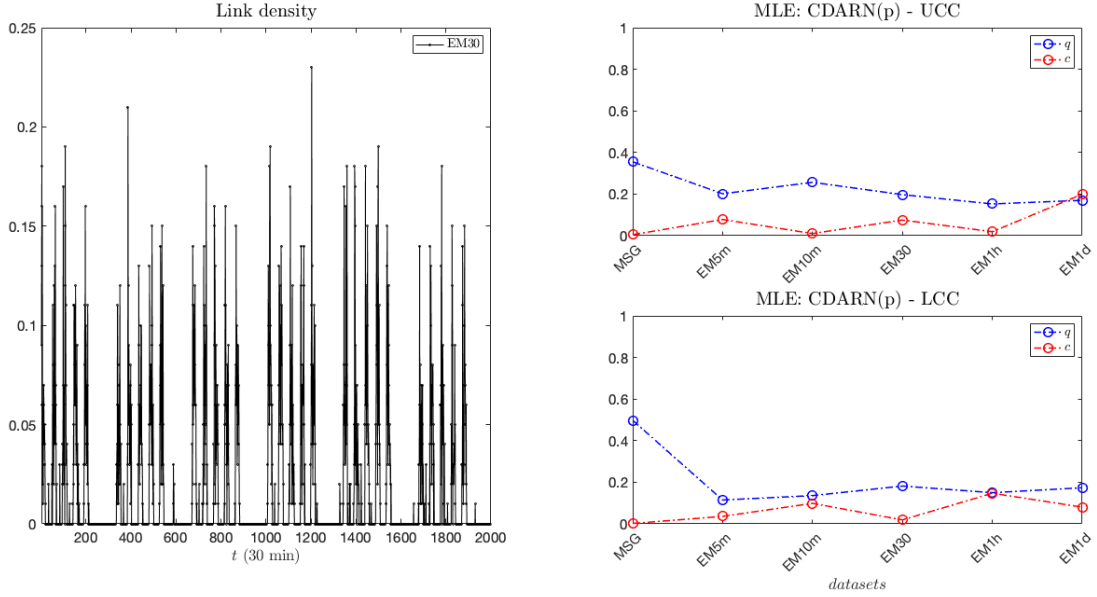 Link density
0.25
0.2
0.15
0.1
0.05
0
200 400 600 800 1000 1200 1400 1600 1800 2000
t (30 min)
EM30
MLE: CDARN(p) - UCC
1
0.8
0.6
0.4
0.2
0
q
c
MSG EM5m EM10m EM30 EM1h EM1d
MLE: CDARN(p) - LCC
1
0.8
0.6
0.4
0.2
0
q
c
MSG EM5m EM10m EM30 EM1h EM1d
datasets